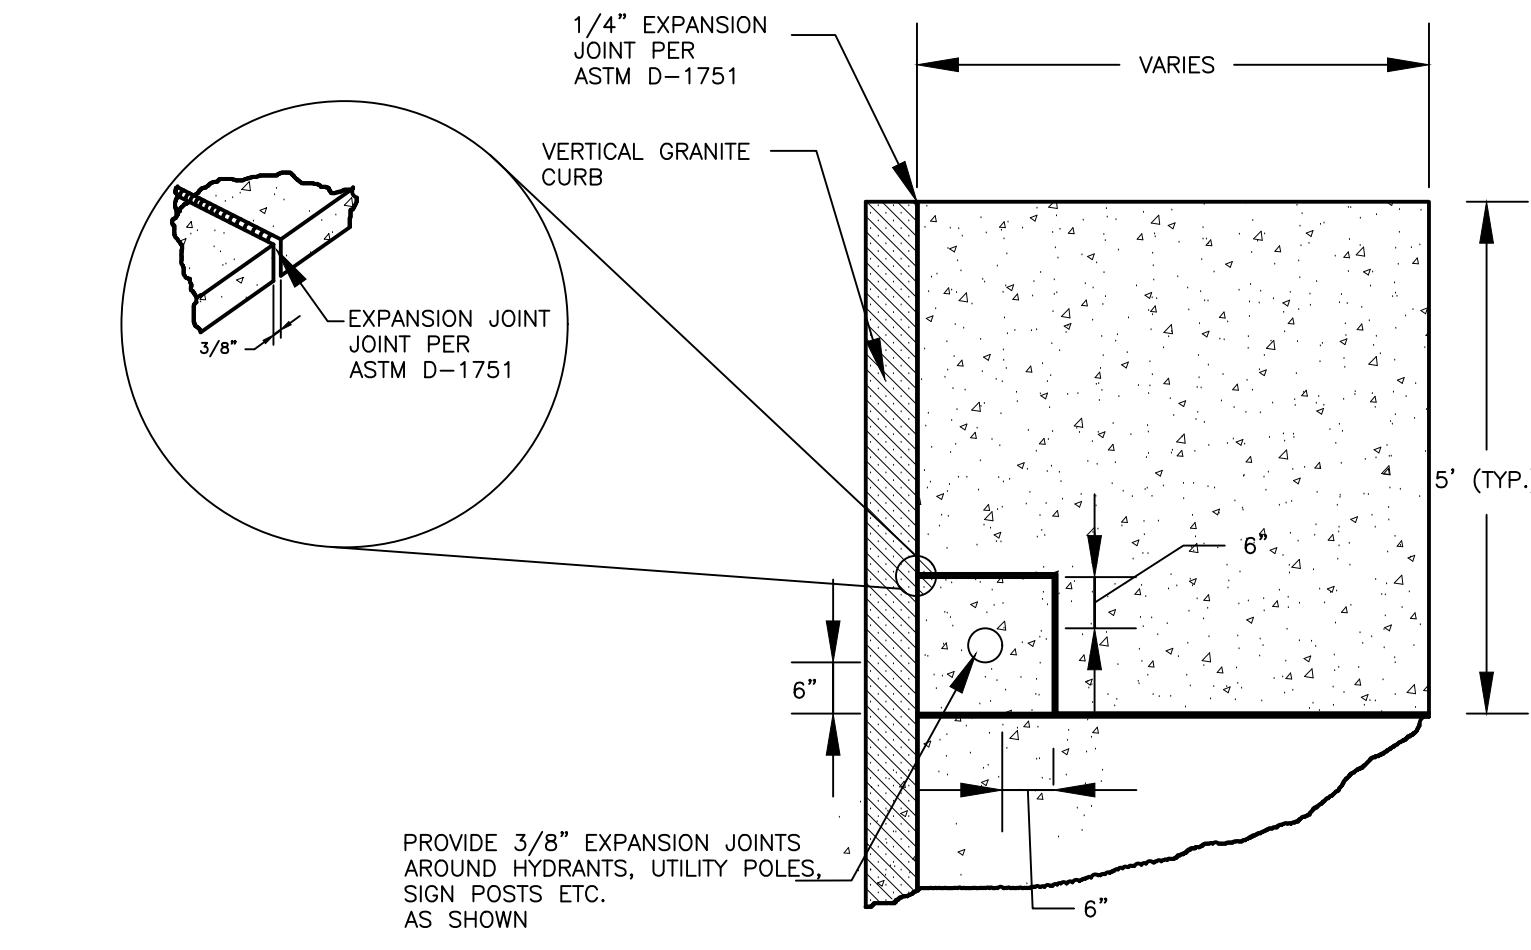 1/4” EXPANSION
JOINT PER
ASTM D-1751
VARIES
VERTICAL GRANITE
CURB
EXPANSION JOINT
JOINT PER
ASTM D-1751
3/8”
5' (TYP.
6”
6”
PROVIDE 3/8” EXPANSION JOINTS
AROUND HYDRANTS, UTILITY POLES,
SIGN POSTS ETC.
AS SHOWN
6”